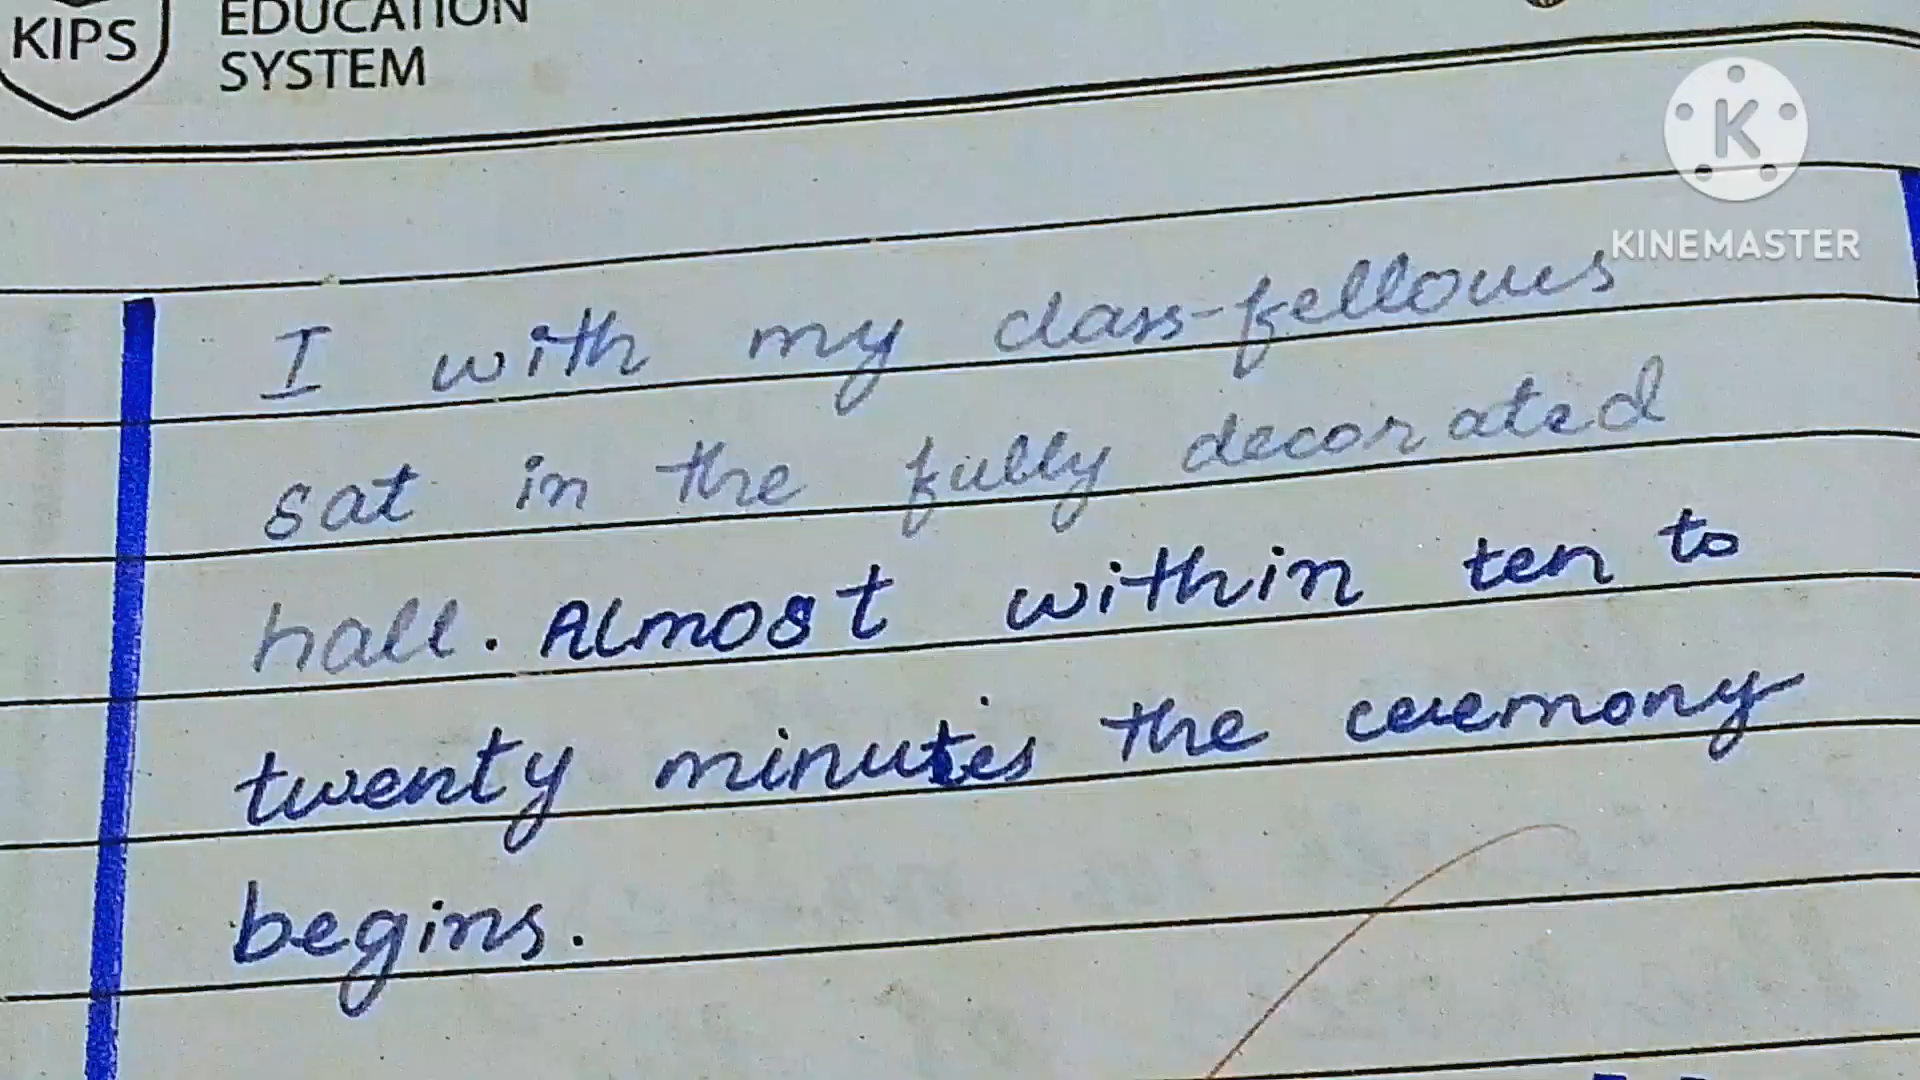 KIPS
EDUCATION
SYSTEM
KINEMASTER
I with my class-fellows
sat in the fully decorated
hall. Almost within ten to
twenty minutes the ceremony
begins.